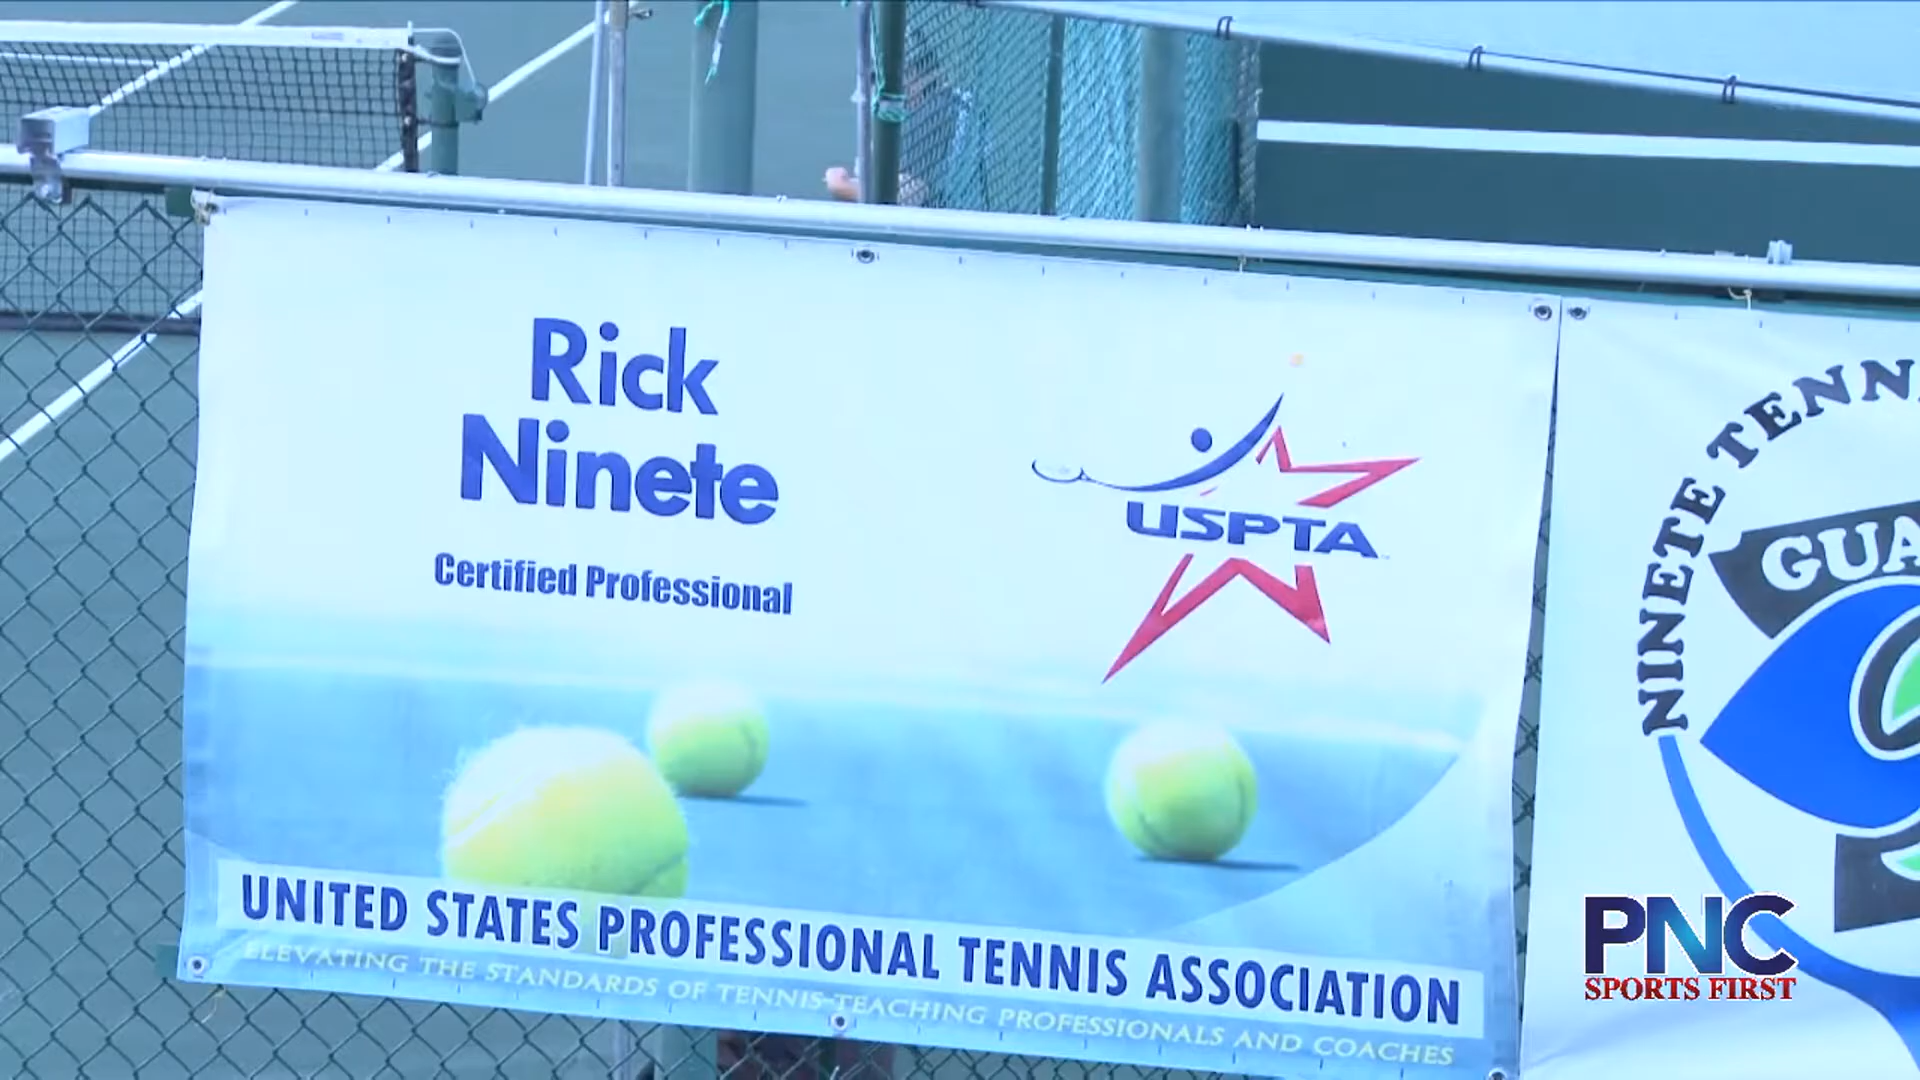 Rick
Ninete
Certified Professional
USPTA
UNITED STATES PROFESSIONAL TENNIS ASSOCIATION
ELEVATING THE STANDARDS OF TENNIS-TEACHING PROFESSIONALS AND COACHES
NINETE TENN
GUA
PNC
SPORTS FIRST